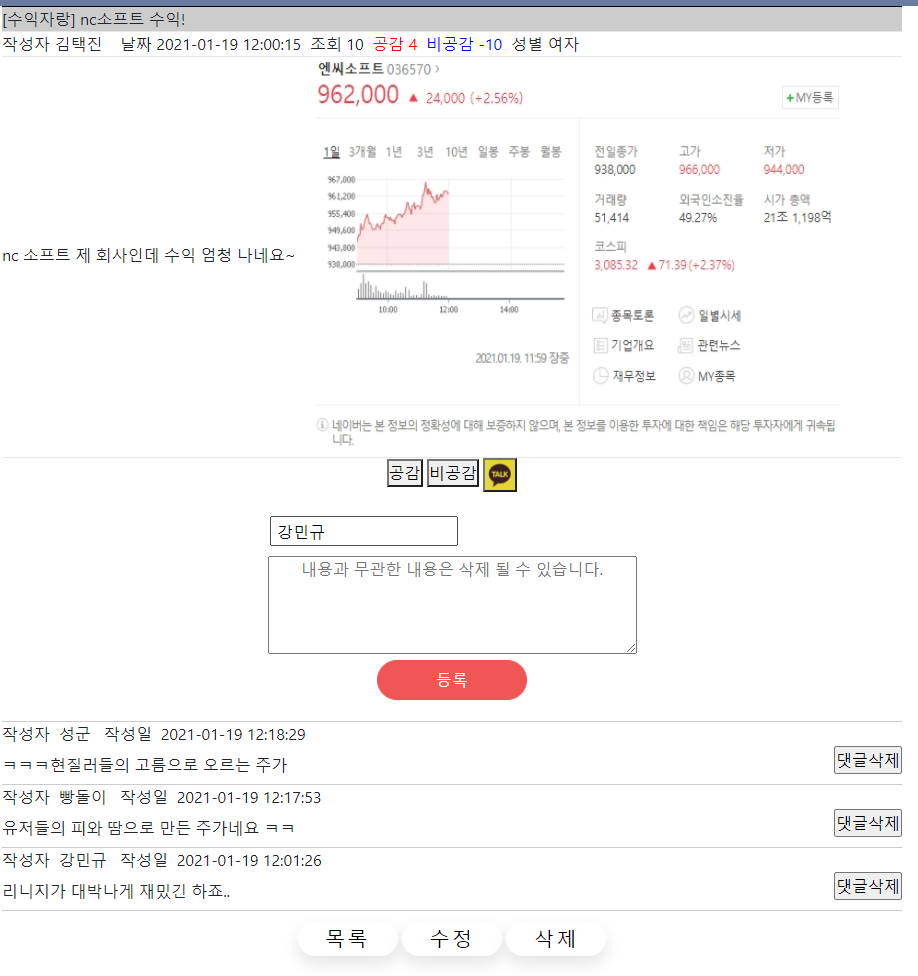 [수익자랑] nc소프트 수익!
작성자 김택진 날짜 2021-01-19 12:00:15 조회 10 공감 4 비공감 -10 성별 여자
nc 소프트 제 회사인데 수익 엄청 나네요~
엔씨소프트 036570 >
962,000 ▲ 24,000 (+2.56%)
+MY등록
1일 3개월 1년 3년 10년 일봉 주봉 월봉
967,000
961,200
955,400
949,600
943,800
938,000
10:00 12:00 14:00
2021.01.19. 11:59 장중
전일종가 고가 저가
938,000 966,000 944,000
거래량 외국인소진율 시가 총액
51,414 49.27% 21조 1,198억
코스피
3,085.32 ▲71.39 (+2.37%)
종목토론 일별시세
기업개요 관련뉴스
재무정보 MY종목
네이버는 본 정보의 정확성에 대해 보증하지 않으며, 본 정보를 이용한 투자에 대한 책임은 해당 투자자에게 귀속됩
니다.
공감 비공감 TALK
강민규
내용과 무관한 내용은 삭제 될 수 있습니다.
등록
작성자 성군 작성일 2021-01-19 12:18:29
ㅋㅋㅋ현질러들의 고름으로 오르는 주가
댓글삭제
작성자 빵돌이 작성일 2021-01-19 12:17:53
유저들의 피와 땀으로 만든 주가네요 ㅋㅋ
댓글삭제
작성자 강민규 작성일 2021-01-19 12:01:26
리니지가 대박나게 재밌긴 하죠..
댓글삭제
목록 수정 삭제